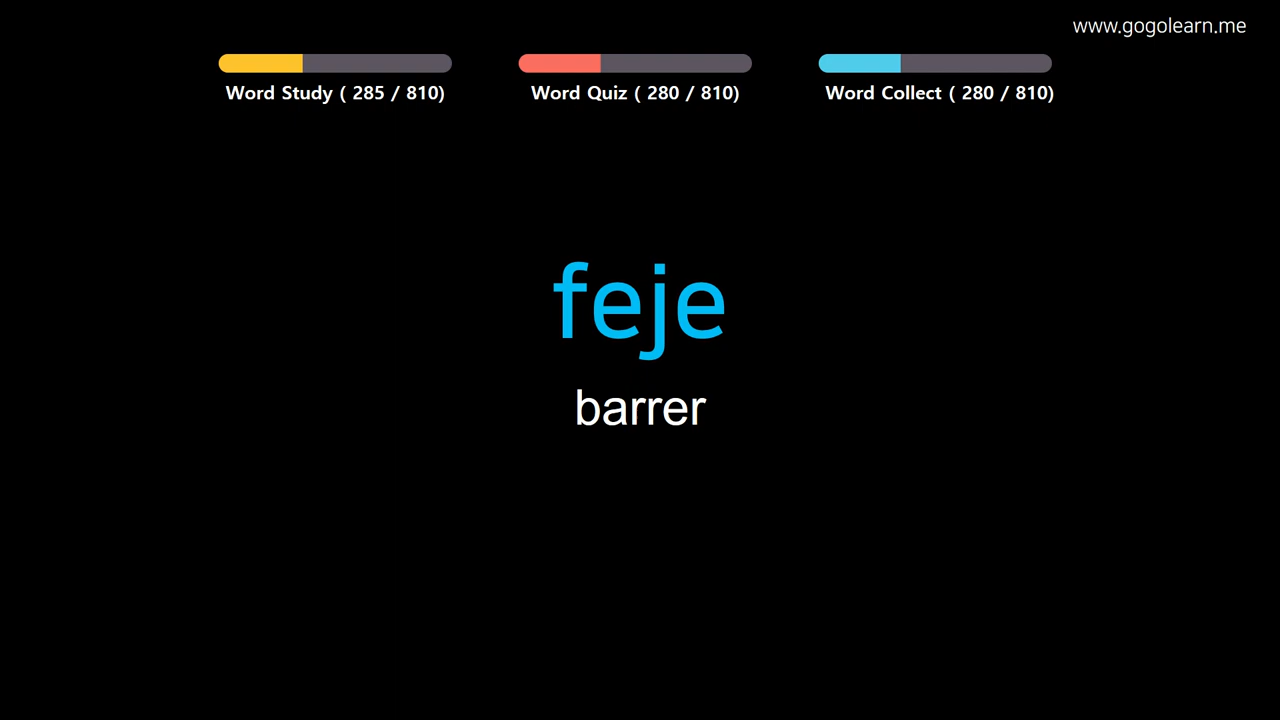 www.gogolearn.me
Word Study ( 285 / 810)
Word Quiz ( 280 / 810)
Word Collect ( 280 / 810)
feje
barrer